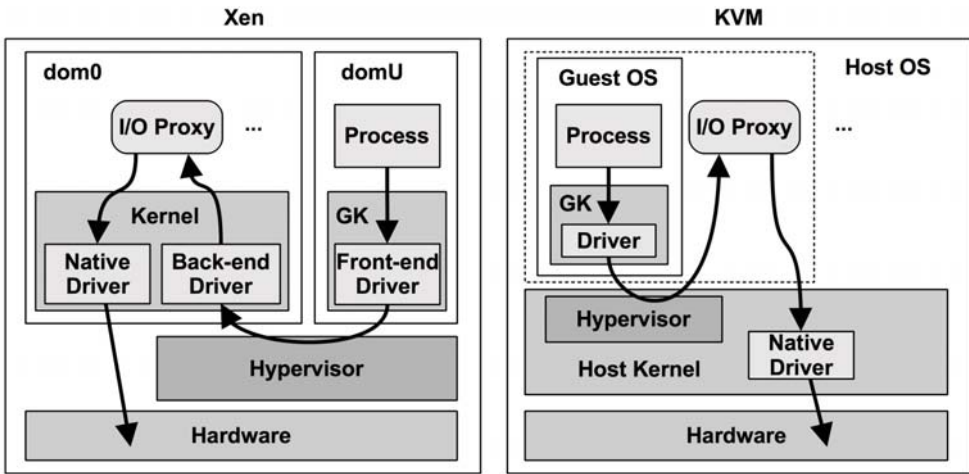 Xen
dom0
I/O Proxy
...
Kernel
Native
Driver
Back-end
Driver
domU
Process
GK
Front-end
Driver
Hypervisor
Hardware
KVM
Host OS
Guest OS
Process
GK
Driver
I/O Proxy
...
Hypervisor
Host Kernel
Native
Driver
Hardware